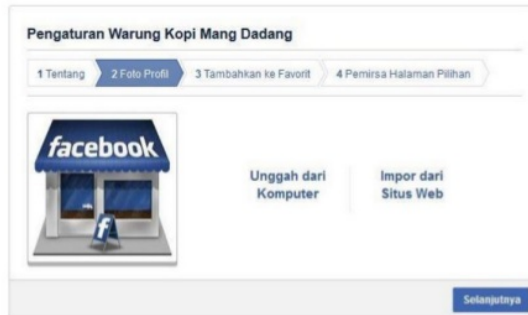 Pengaturan Warung Kopi Mang Dadang
1 Tentang 2 Foto Profil 3 Tambahkan ke Favorit 4 Pemirsa Halaman Pilihan
facebook
f
Unggah dari Impor dari
Komputer Situs Web
Selanjutnya